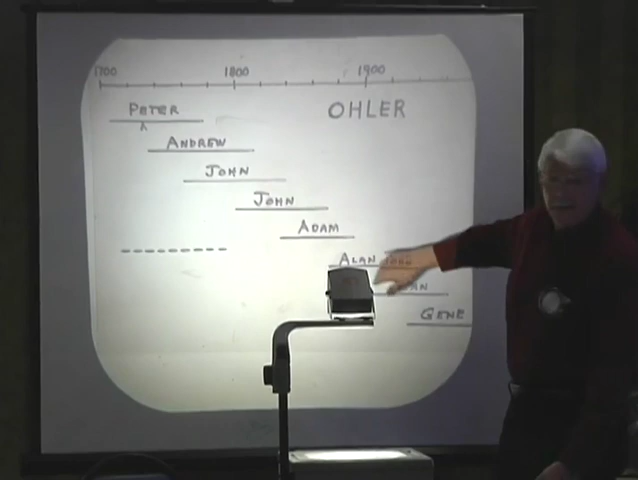 1700 1800 1900
OHLER
PETER
ANDREW
JOHN
JOHN
ADAM
ALAN
GENE